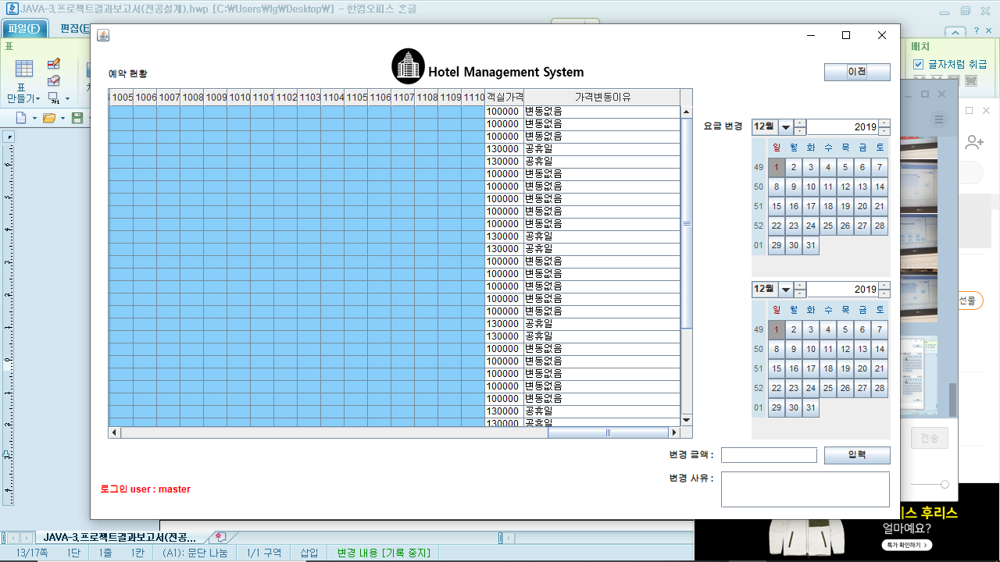 JAVA-3,프로젝트결과보고서(전공설계).hwp [C:₩Users₩lg₩Desktop₩] - 한컴오피스 한글
파일(F) 편집(E
표 배치
글자처럼 취급
표
만들기
예약 현황 Hotel Management System 이전
1005 1006 1007 1008 1009 1010 1101 1102 1103 1104 1105 1106 1107 1108 1109 1110 객실가격 가격변동이유
100000 변동없음
100000 변동없음
100000 변동없음
130000 공휴일
130000 공휴일
100000 변동없음
100000 변동없음
100000 변동없음
100000 변동없음
100000 변동없음
130000 공휴일
130000 공휴일
100000 변동없음
100000 변동없음
100000 변동없음
100000 변동없음
100000 변동없음
130000 공휴일
130000 공휴일
100000 변동없음
100000 변동없음
100000 변동없음
100000 변동없음
100000 변동없음
130000 공휴일
130000 공휴일
요금 변경 12월 2019
일 월 화 수 목 금 토
49 1 2 3 4 5 6 7
50 8 9 10 11 12 13 14
51 15 16 17 18 19 20 21
52 22 23 24 25 26 27 28
01 29 30 31
12월 2019
일 월 화 수 목 금 토
49 1 2 3 4 5 6 7
50 8 9 10 11 12 13 14
51 15 16 17 18 19 20 21
52 22 23 24 25 26 27 28
01 29 30 31
변경 금액 : 입력
변경 사유 :
로그인 user : master
선물
전송
스 후리스
얼마예요?
특가 확인하기 >
JAVA-3,프로젝트결과보고서(전공...
13/17쪽 1단 1줄 1칸 (A1): 문단 나눔 1/1 구역 삽입 변경 내용 [기록 중지]